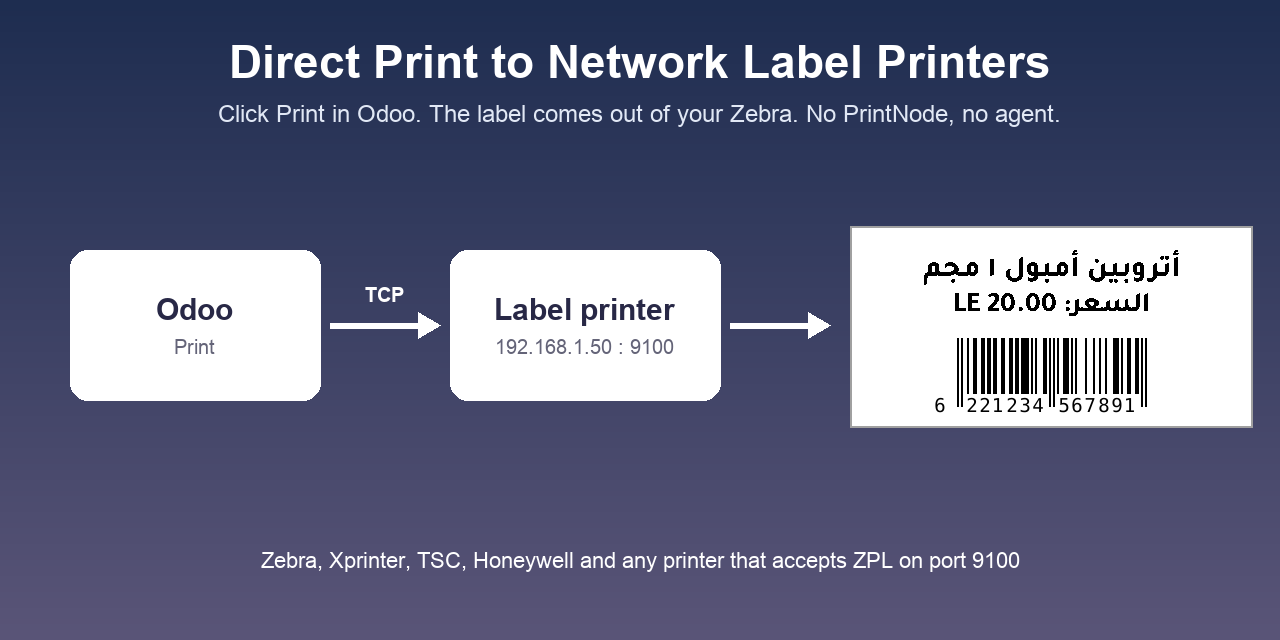 Direct Print to Network Label Printers
Click Print in Odoo. The label comes out of your Zebra. No PrintNode, no agent.
Odoo
Print
TCP
Label printer
192.168.1.50 : 9100
أتروبين أمبول ١ مجم
السعر: 20.00 LE
6 221234 567891
Zebra, Xprinter, TSC, Honeywell and any printer that accepts ZPL on port 9100